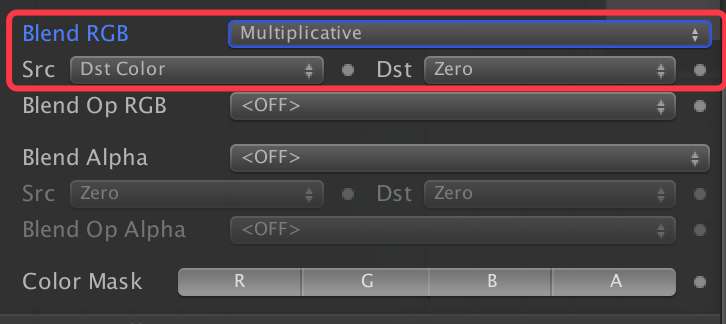 Blend RGB Multiplicative
Src Dst Color Dst Zero
Blend Op RGB <OFF>
Blend Alpha <OFF>
Src Zero Dst Zero
Blend Op Alpha <OFF>
Color Mask R G B A